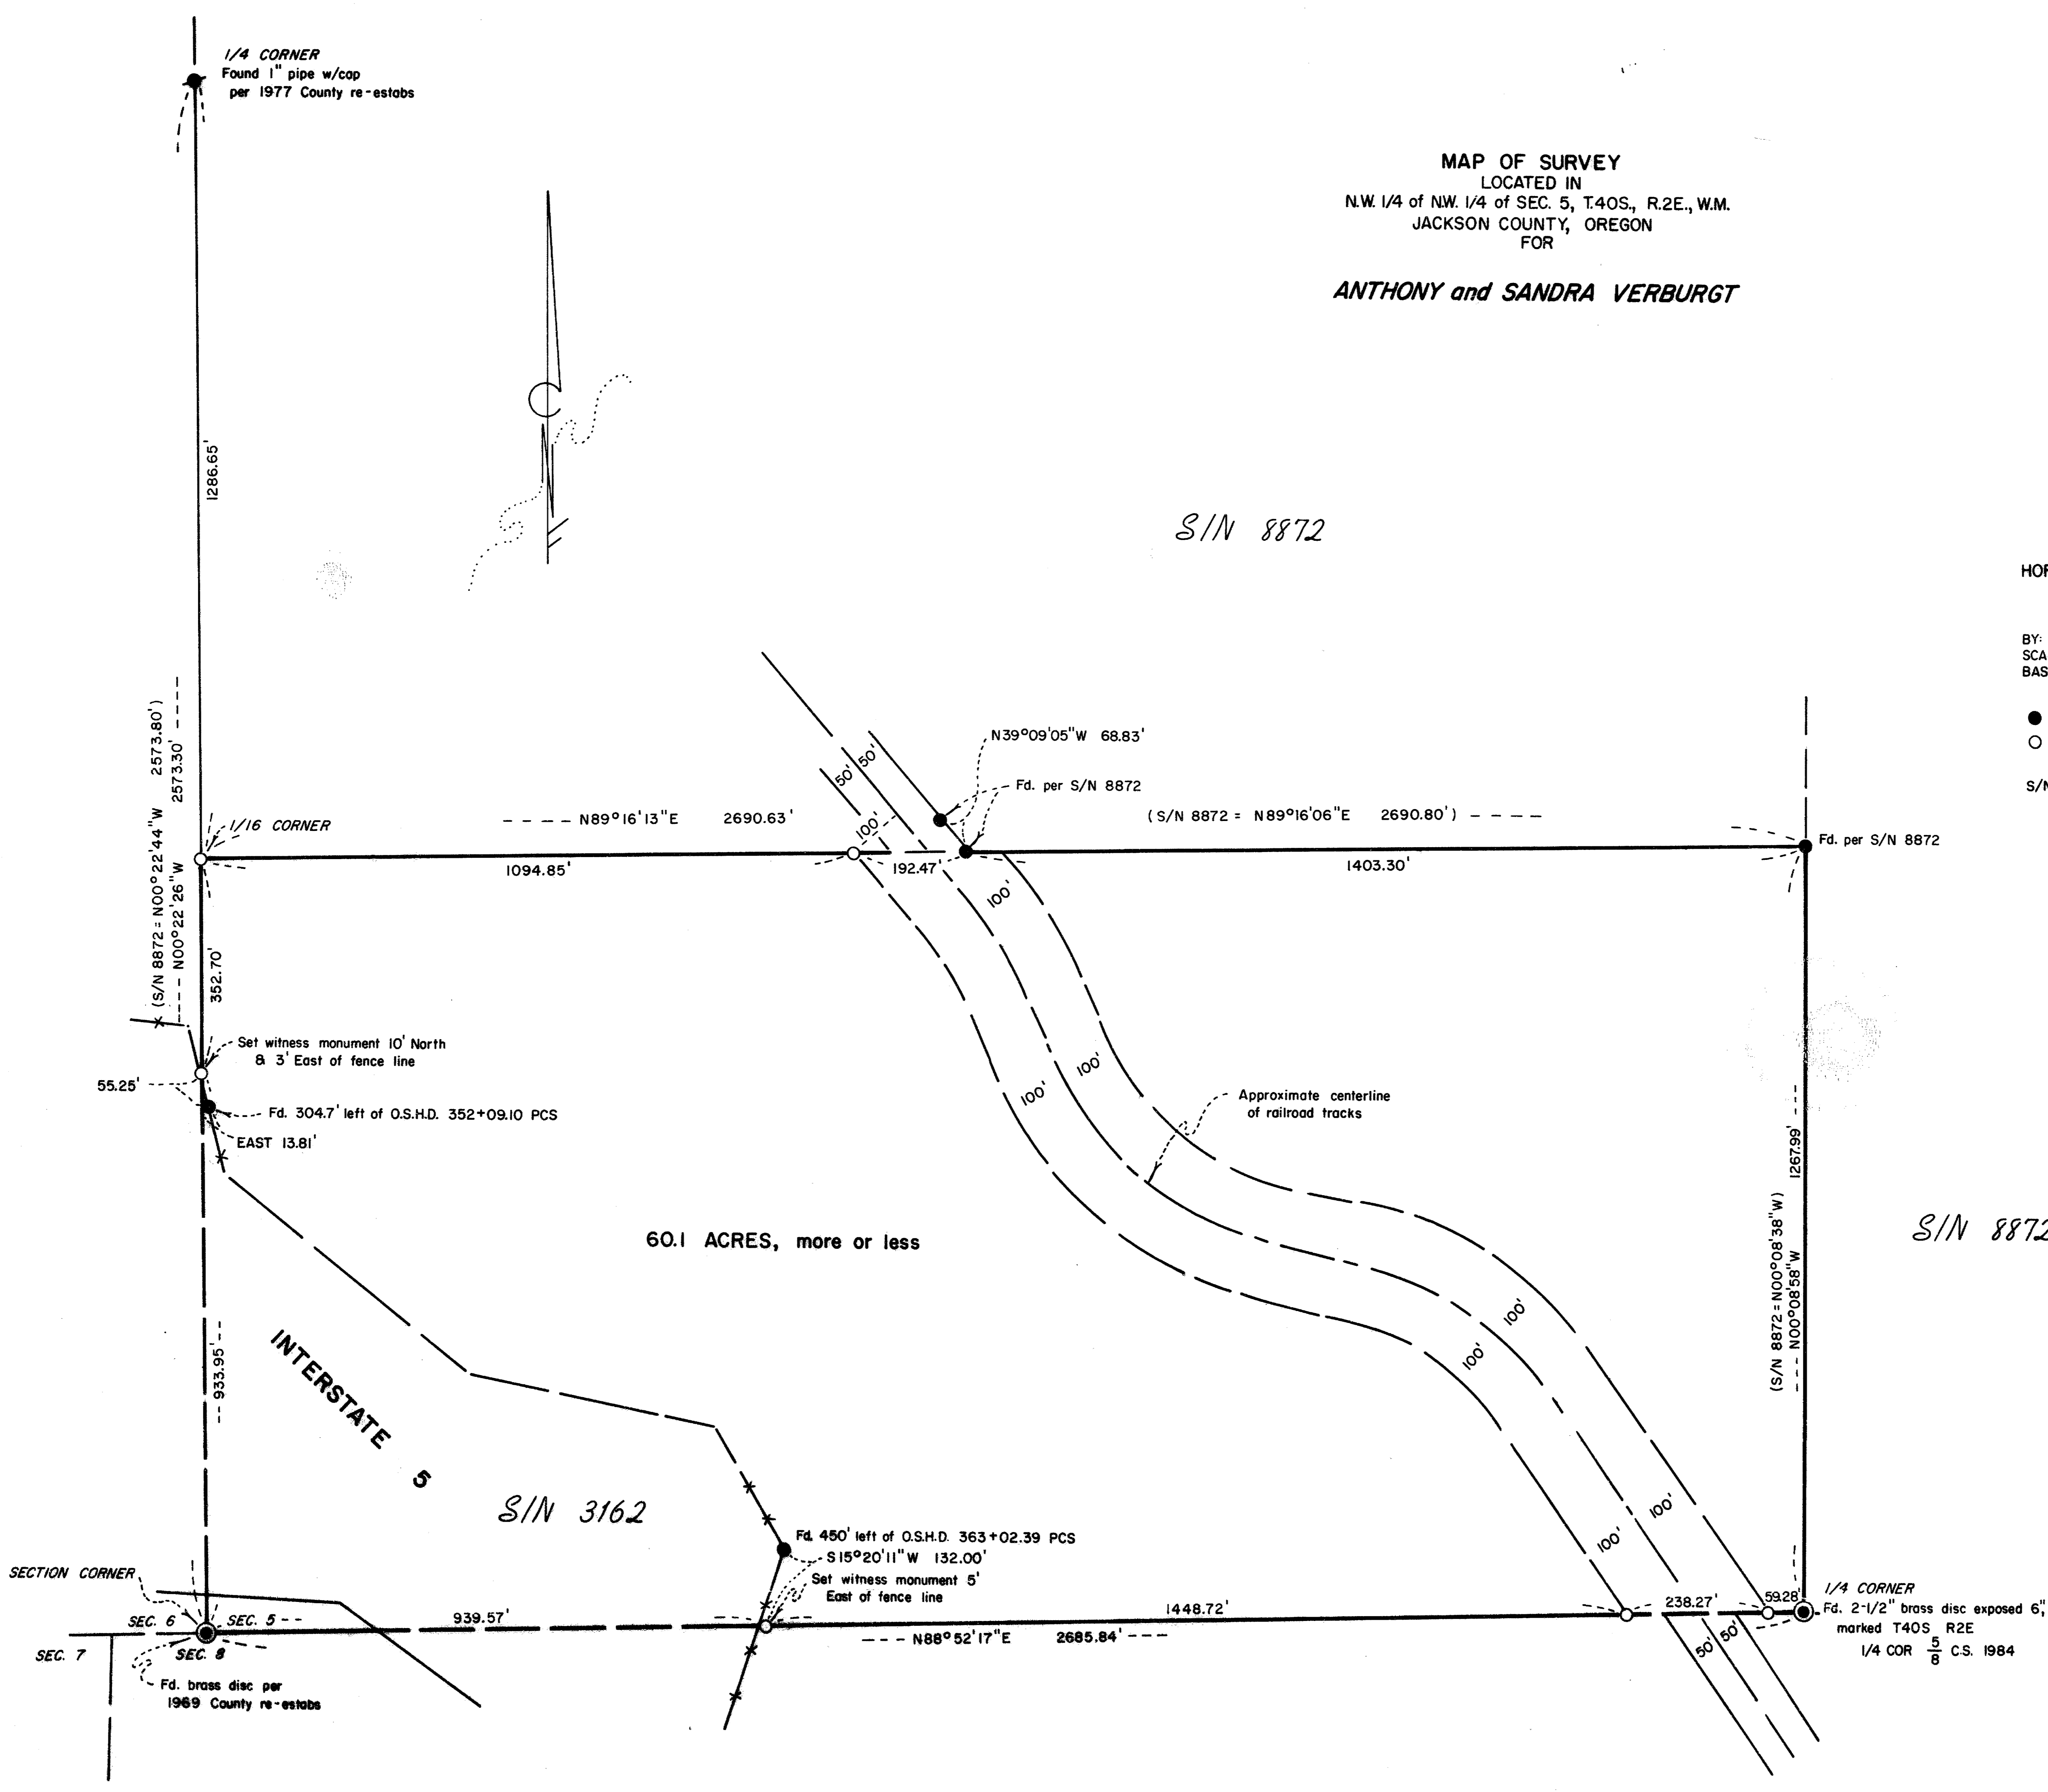 1/4 CORNER
Found 1" pipe w/cap
per 1977 County re-estabs
MAP OF SURVEY
LOCATED IN
N.W. 1/4 of N.W. 1/4 of SEC. 5, T.40S., R.2E., W.M.
JACKSON COUNTY, OREGON
FOR
ANTHONY and SANDRA VERBURGT
1286.65'
S/N 8872
HOR
BY:
SCA
BAS
S/N
(S/N 8872 = N00°22'44"W 2573.80')
N00°22'26"W 2573.30'
N39°09'05"W 68.83'
50'
50'
Fd. per S/N 8872
1/16 CORNER
N89°16'13"E 2690.63'
100'
(S/N 8872 = N89°16'06"E 2690.80')
Fd. per S/N 8872
1094.85'
192.47'
1403.30'
100'
352.70'
Set witness monument 10' North
& 3' East of fence line
55.25'
Fd. 304.7' left of O.S.H.D. 352+09.10 PCS
EAST 13.81'
100'
100'
Approximate centerline
of railroad tracks
1267.99'
(S/N 8872 = N00°08'38"W)
N00°08'58"W
S/N 8872
60.1 ACRES, more or less
933.95'
INTERSTATE 5
100'
100'
S/N 3162
100'
100'
Fd. 450' left of O.S.H.D. 363+02.39 PCS
S15°20'11"W 132.00'
Set witness monument 5'
East of fence line
SECTION CORNER
SEC. 6
SEC. 5
SEC. 7
SEC. 8
939.57'
1448.72'
238.27'
59.28'
N88°52'17"E 2685.84'
50'
50'
1/4 CORNER
Fd. 2-1/2" brass disc exposed 6",
marked T40S R2E
1/4 COR 5/8 C.S. 1984
Fd. brass disc per
1969 County re-estabs